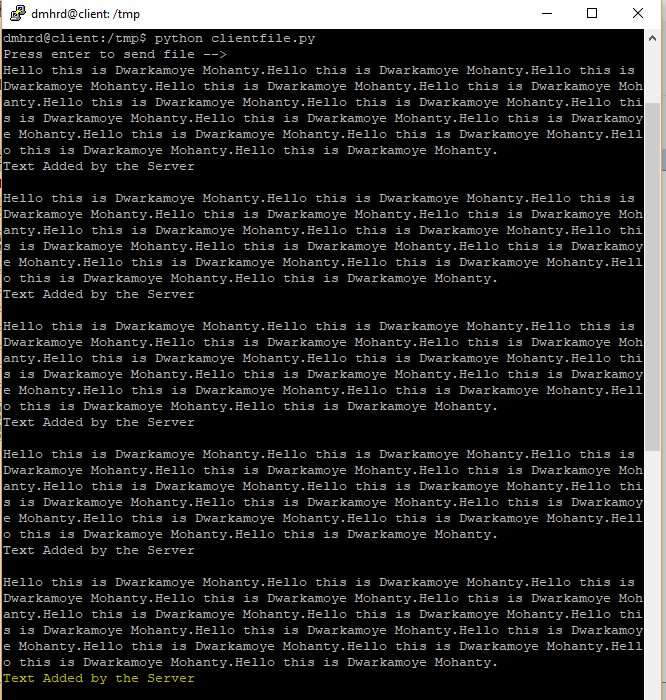 dmhrd@client: /tmp
dmhrd@client:/tmp$ python clientfile.py
Press enter to send file -->
Hello this is Dwarkamoye Mohanty.Hello this is Dwarkamoye Mohanty.Hello this is
Dwarkamoye Mohanty.Hello this is Dwarkamoye Mohanty.Hello this is Dwarkamoye Moh
anty.Hello this is Dwarkamoye Mohanty.Hello this is Dwarkamoye Mohanty.Hello thi
s is Dwarkamoye Mohanty.Hello this is Dwarkamoye Mohanty.Hello this is Dwarkamoy
e Mohanty.Hello this is Dwarkamoye Mohanty.Hello this is Dwarkamoye Mohanty.Hell
o this is Dwarkamoye Mohanty.Hello this is Dwarkamoye Mohanty.
Text Added by the Server
Hello this is Dwarkamoye Mohanty.Hello this is Dwarkamoye Mohanty.Hello this is
Dwarkamoye Mohanty.Hello this is Dwarkamoye Mohanty.Hello this is Dwarkamoye Moh
anty.Hello this is Dwarkamoye Mohanty.Hello this is Dwarkamoye Mohanty.Hello thi
s is Dwarkamoye Mohanty.Hello this is Dwarkamoye Mohanty.Hello this is Dwarkamoy
e Mohanty.Hello this is Dwarkamoye Mohanty.Hello this is Dwarkamoye Mohanty.Hell
o this is Dwarkamoye Mohanty.Hello this is Dwarkamoye Mohanty.
Text Added by the Server
Hello this is Dwarkamoye Mohanty.Hello this is Dwarkamoye Mohanty.Hello this is
Dwarkamoye Mohanty.Hello this is Dwarkamoye Mohanty.Hello this is Dwarkamoye Moh
anty.Hello this is Dwarkamoye Mohanty.Hello this is Dwarkamoye Mohanty.Hello thi
s is Dwarkamoye Mohanty.Hello this is Dwarkamoye Mohanty.Hello this is Dwarkamoy
e Mohanty.Hello this is Dwarkamoye Mohanty.Hello this is Dwarkamoye Mohanty.Hell
o this is Dwarkamoye Mohanty.Hello this is Dwarkamoye Mohanty.
Text Added by the Server
Hello this is Dwarkamoye Mohanty.Hello this is Dwarkamoye Mohanty.Hello this is
Dwarkamoye Mohanty.Hello this is Dwarkamoye Mohanty.Hello this is Dwarkamoye Moh
anty.Hello this is Dwarkamoye Mohanty.Hello this is Dwarkamoye Mohanty.Hello thi
s is Dwarkamoye Mohanty.Hello this is Dwarkamoye Mohanty.Hello this is Dwarkamoy
e Mohanty.Hello this is Dwarkamoye Mohanty.Hello this is Dwarkamoye Mohanty.Hell
o this is Dwarkamoye Mohanty.Hello this is Dwarkamoye Mohanty.
Text Added by the Server
Hello this is Dwarkamoye Mohanty.Hello this is Dwarkamoye Mohanty.Hello this is
Dwarkamoye Mohanty.Hello this is Dwarkamoye Mohanty.Hello this is Dwarkamoye Moh
anty.Hello this is Dwarkamoye Mohanty.Hello this is Dwarkamoye Mohanty.Hello thi
s is Dwarkamoye Mohanty.Hello this is Dwarkamoye Mohanty.Hello this is Dwarkamoy
e Mohanty.Hello this is Dwarkamoye Mohanty.Hello this is Dwarkamoye Mohanty.Hell
o this is Dwarkamoye Mohanty.Hello this is Dwarkamoye Mohanty.
Text Added by the Server